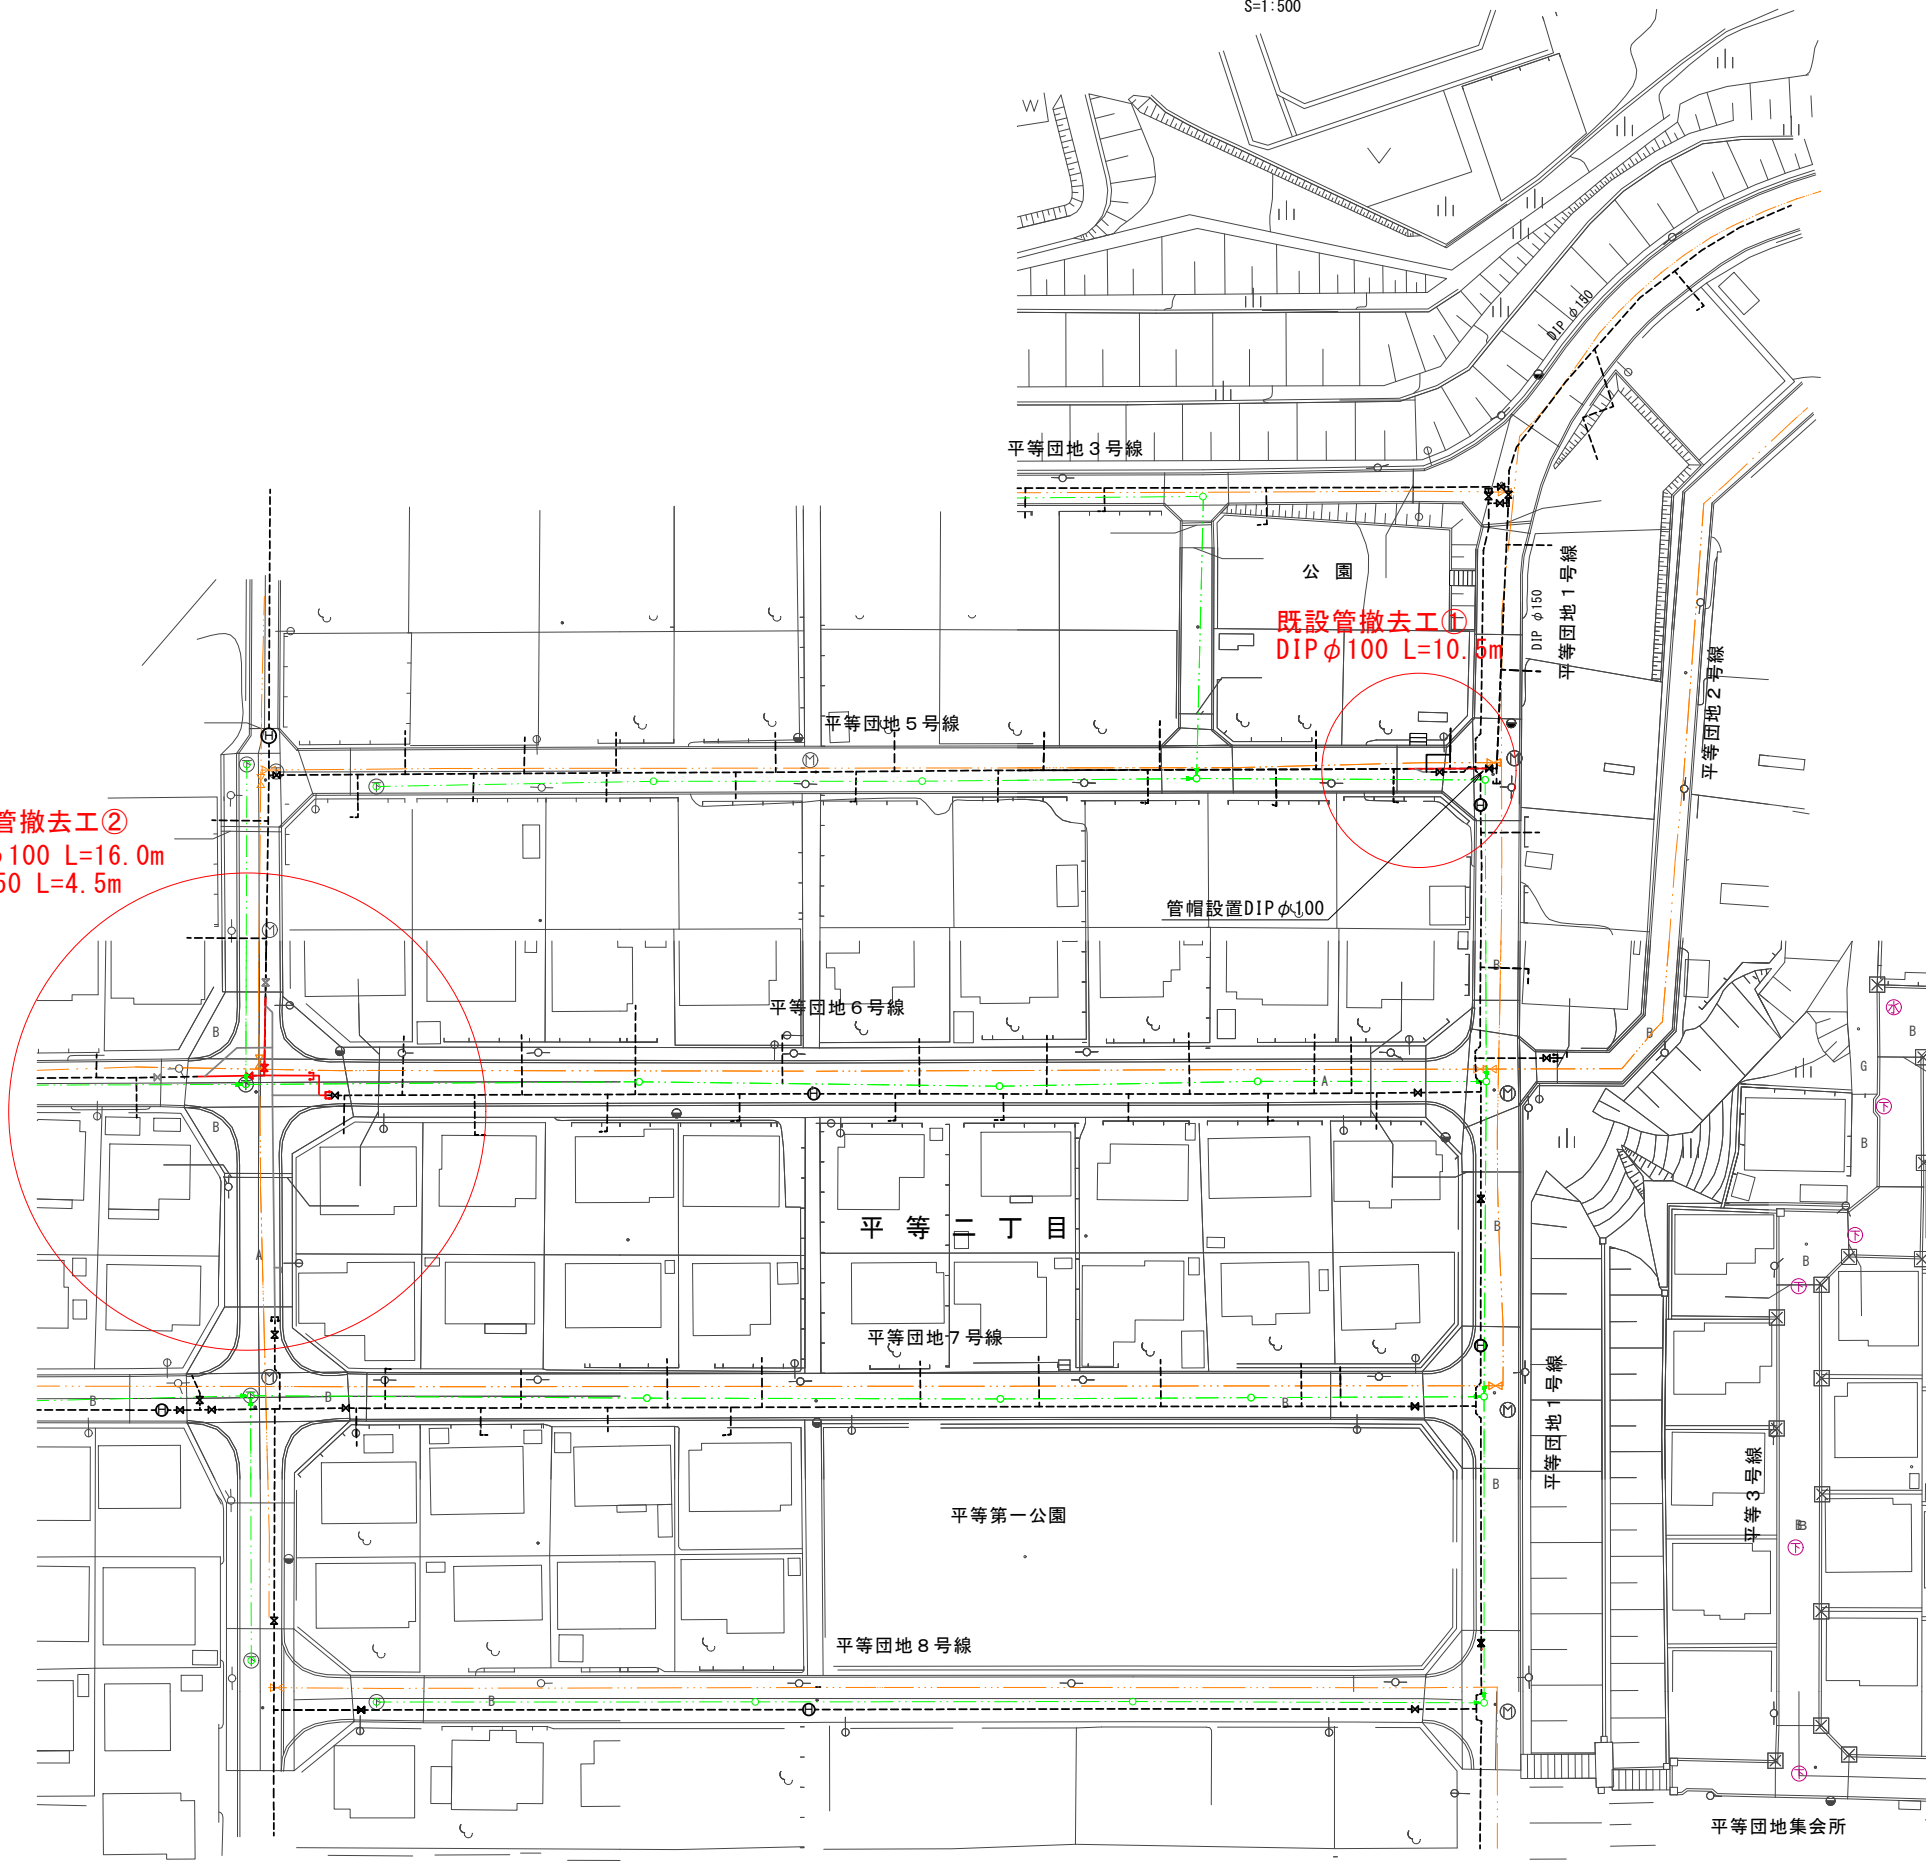 S=1:500
DIP φ150
平等団地３号線
公 園
平等団地１号線
DIP φ150
既設管撤去工①
DIPφ100 L=10.5m
平等団地２号線
平等団地５号線
管撤去工②
φ100 L=16.0m
50 L=4.5m
管帽設置DIPφ100
平等団地６号線
平 等 二 丁 目
平等団地７号線
平等団地１号線
平等３号線
平等第一公園
平等団地８号線
平等団地集会所